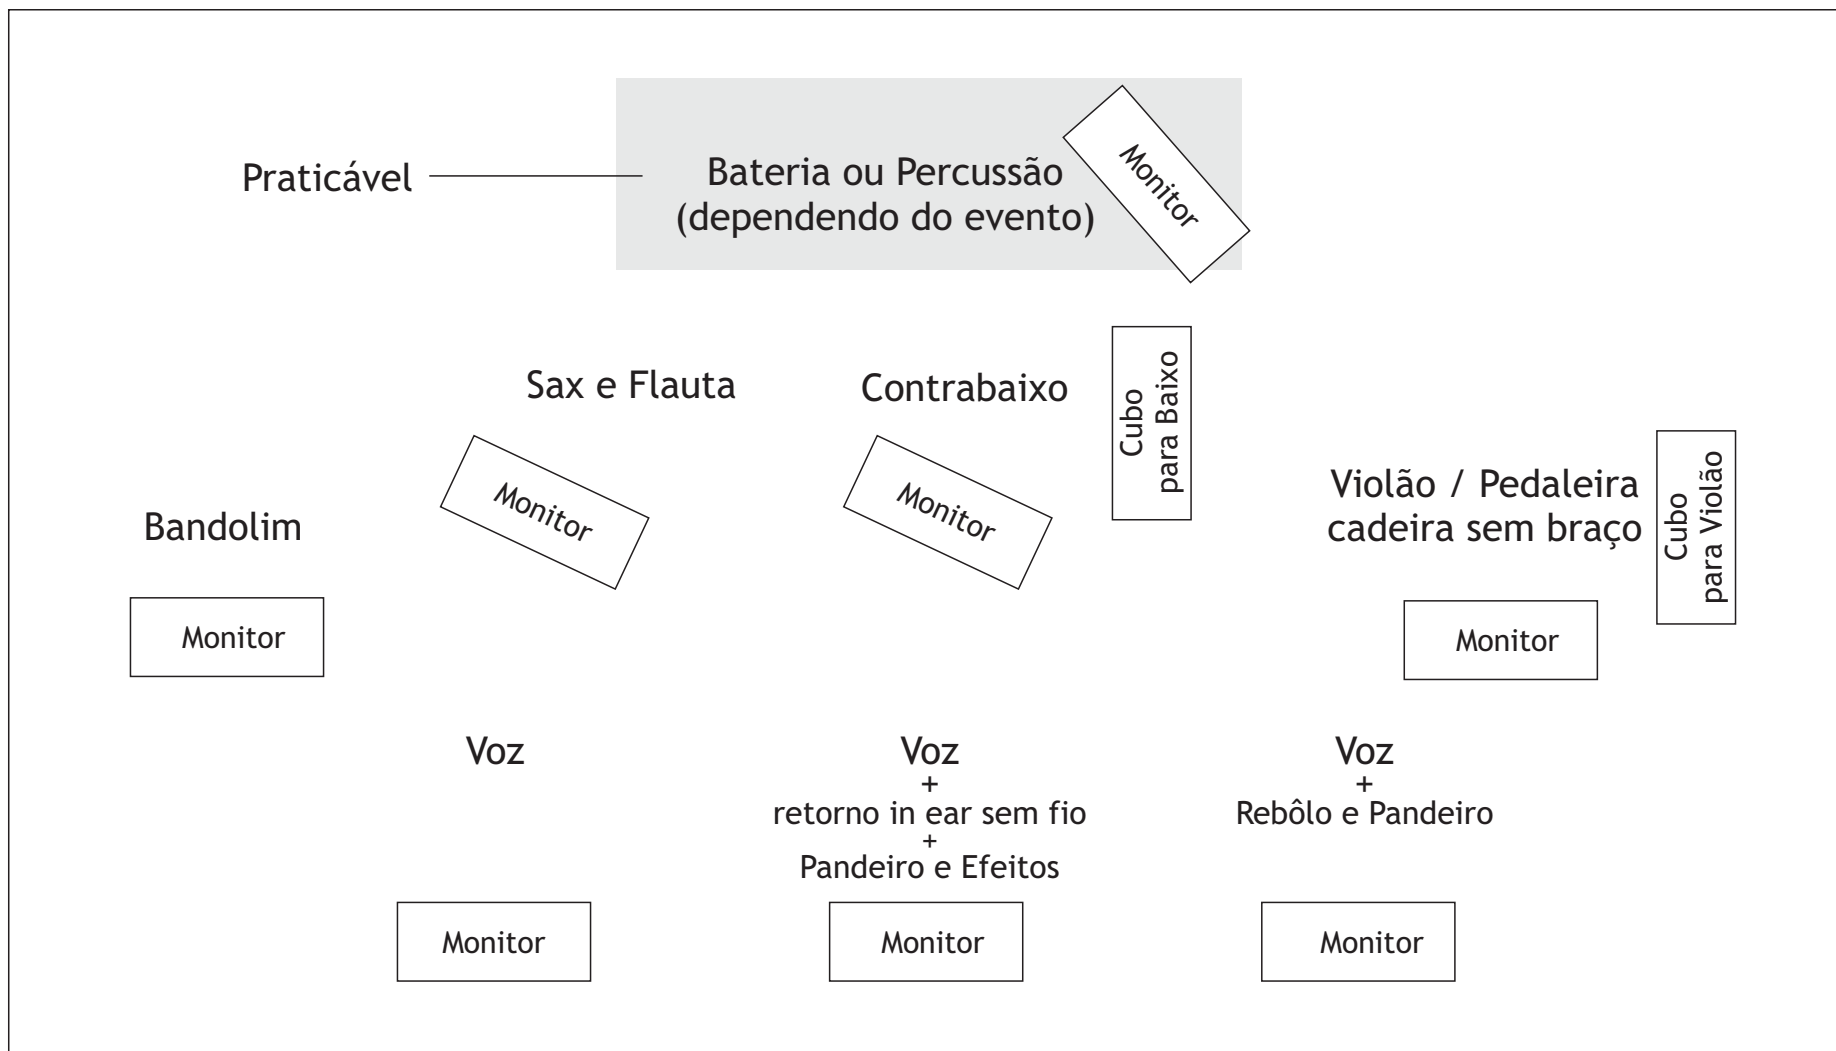 Praticável
Bateria ou Percussão
(dependendo do evento)
Monitor
Sax e Flauta
Monitor
Contrabaixo
Monitor
Cubo
para Baixo
Bandolim
Monitor
Violão / Pedaleira
cadeira sem braço
Cubo
para Violão
Monitor
Voz
Monitor
Voz
+
retorno in ear sem fio
+
Pandeiro e Efeitos
Monitor
Voz
+
Rebôlo e Pandeiro
Monitor